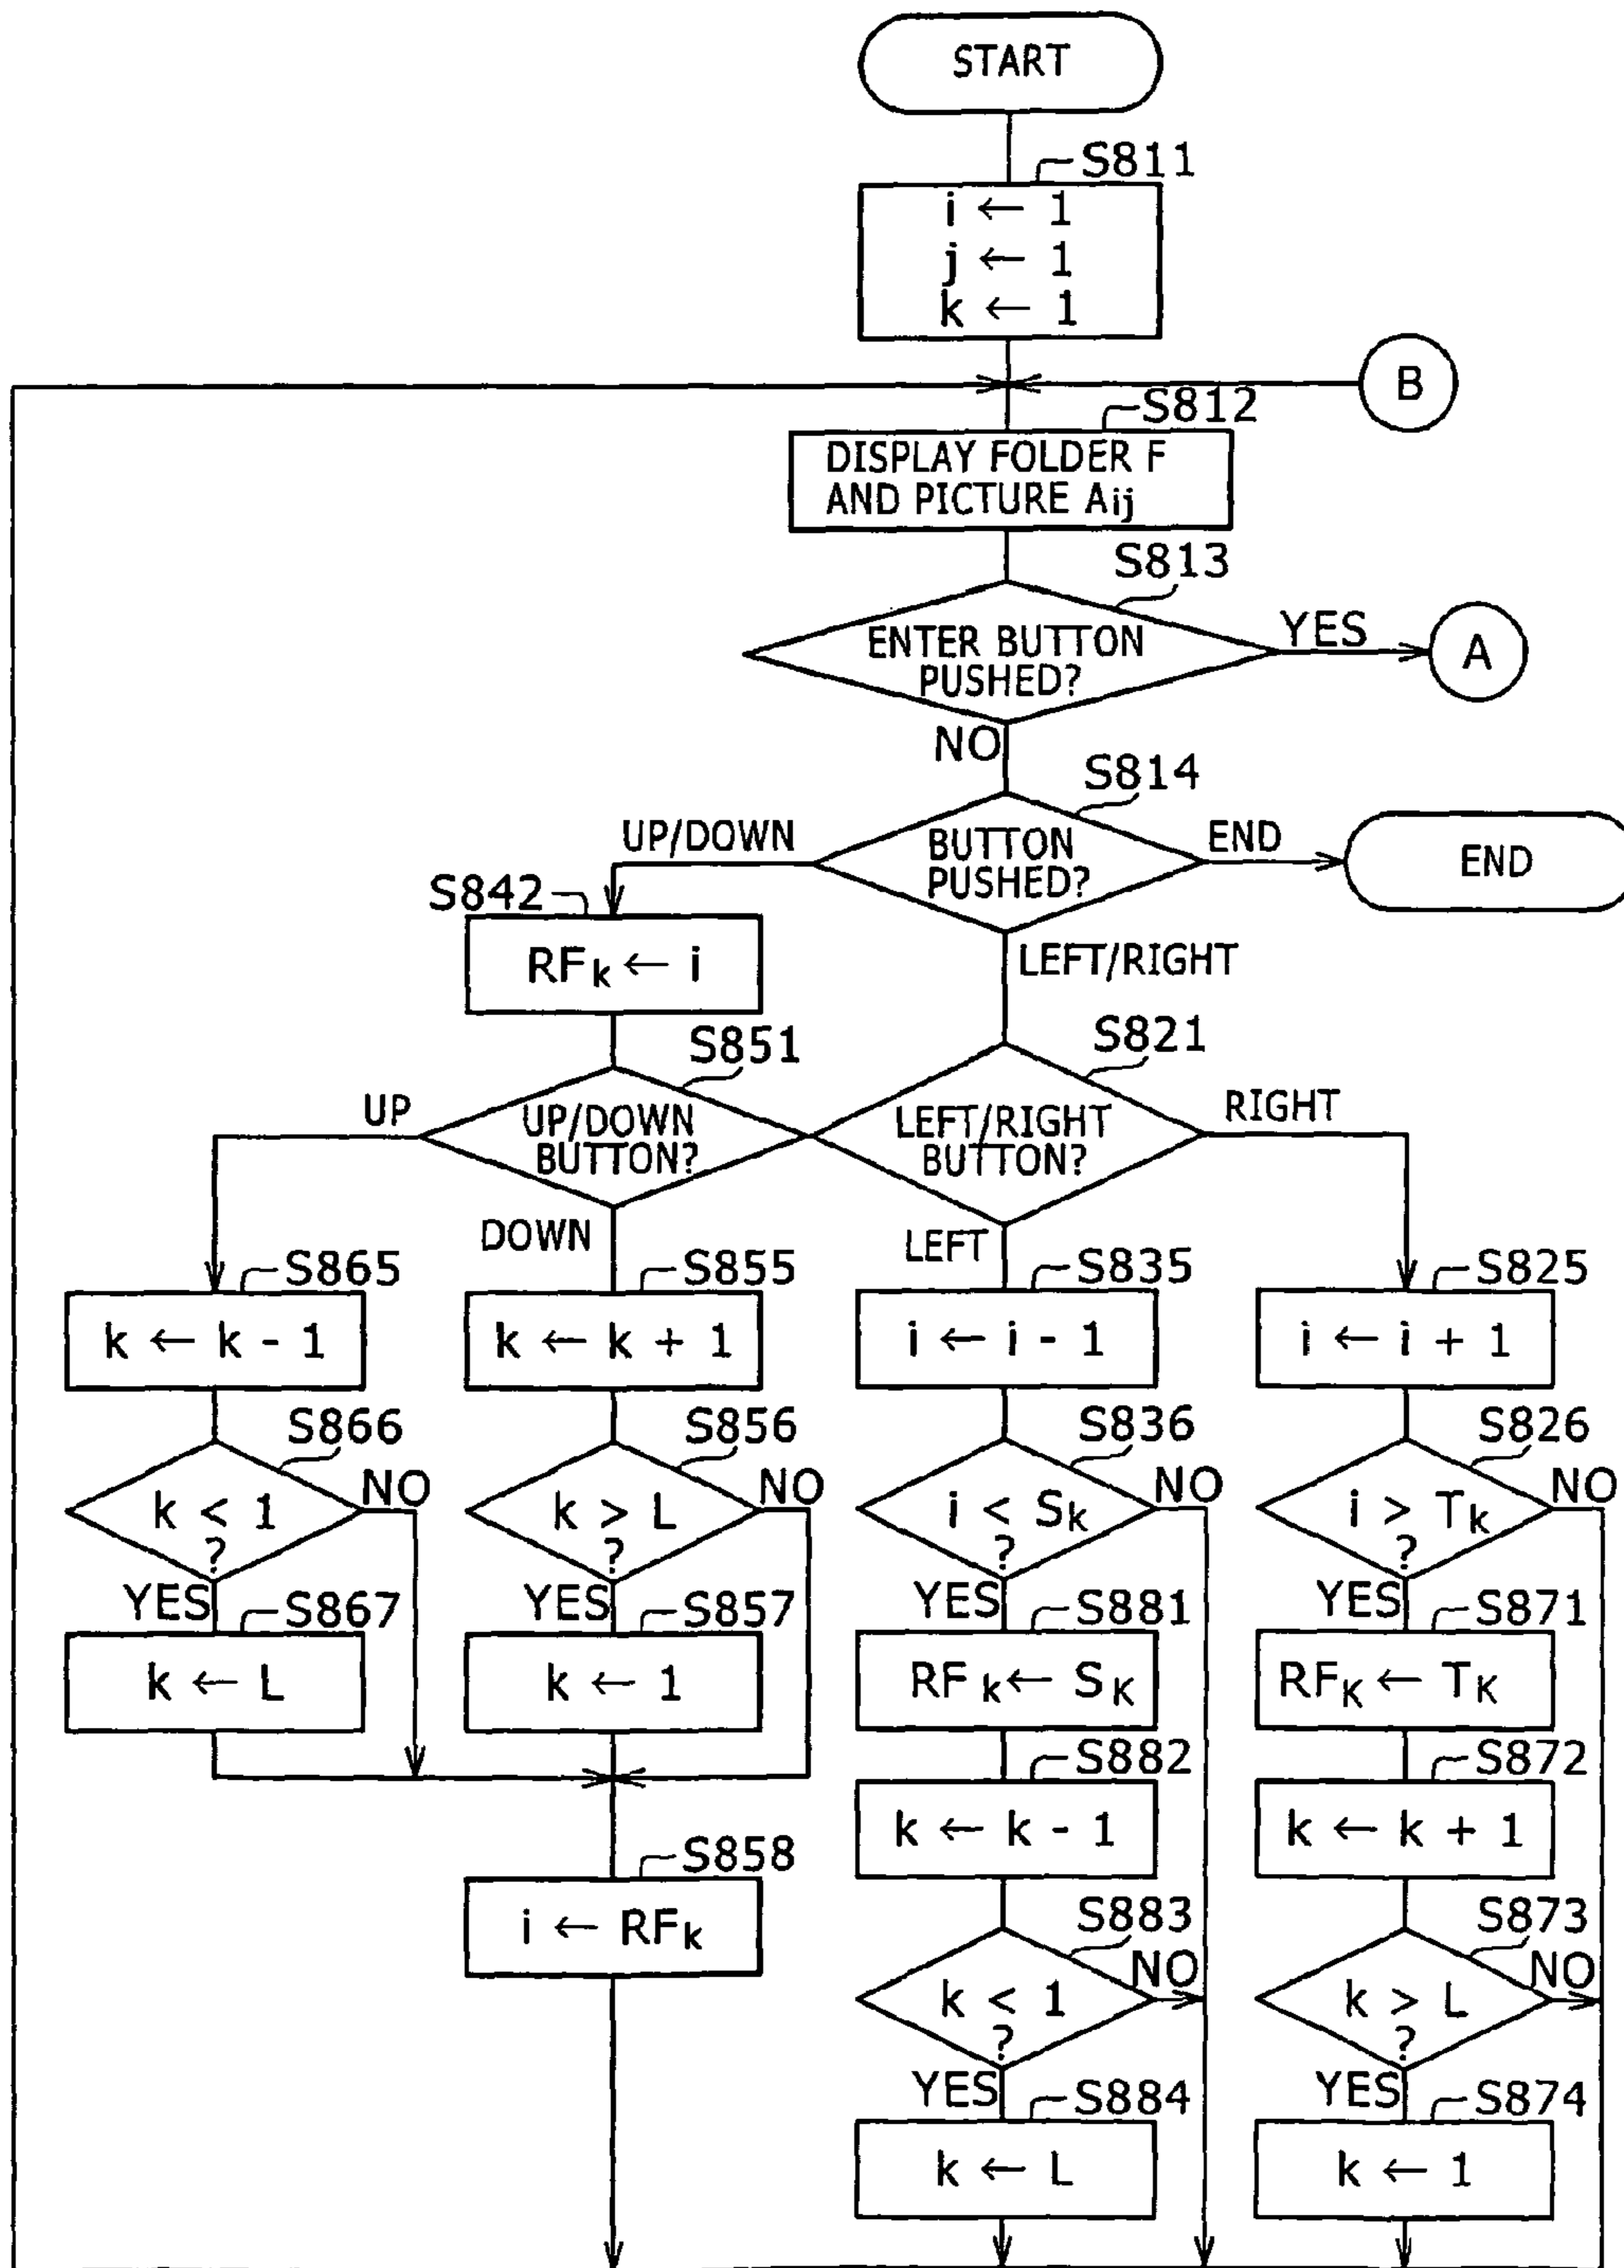 START
S811
i ← 1
j ← 1
k ← 1
B
S812
DISPLAY FOLDER F
AND PICTURE Aij
S813
ENTER BUTTON
PUSHED?
YES
A
NO
S814
UP/DOWN
BUTTON
PUSHED?
END
END
S842
RFk ← i
LEFT/RIGHT
S851
S821
UP
UP/DOWN
BUTTON?
LEFT/RIGHT
BUTTON?
RIGHT
DOWN
LEFT
S865
S855
S835
S825
k ← k - 1
k ← k + 1
i ← i - 1
i ← i + 1
S866
S856
S836
S826
k < 1
?
NO
k > L
?
NO
i < Sk
?
NO
i > Tk
?
NO
YES
YES
YES
YES
S867
S857
S881
S871
k ← L
k ← 1
RFk ← SK
RFK ← TK
S882
S872
k ← k - 1
k ← k + 1
S858
i ← RFk
S883
S873
k < 1
?
NO
k > L
?
NO
YES
YES
S884
S874
k ← L
k ← 1